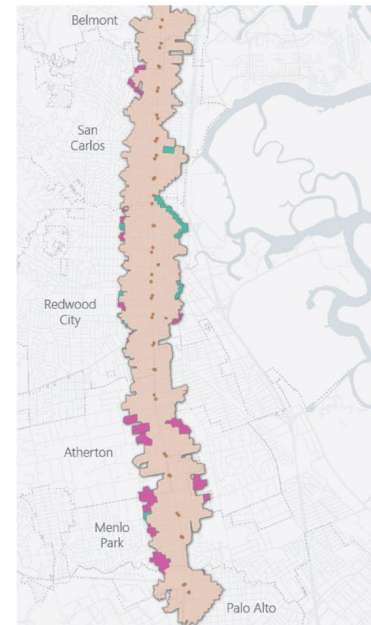 Belmont
San
Carlos
Redwood
City
Atherton
Menlo
Park
Palo Alto